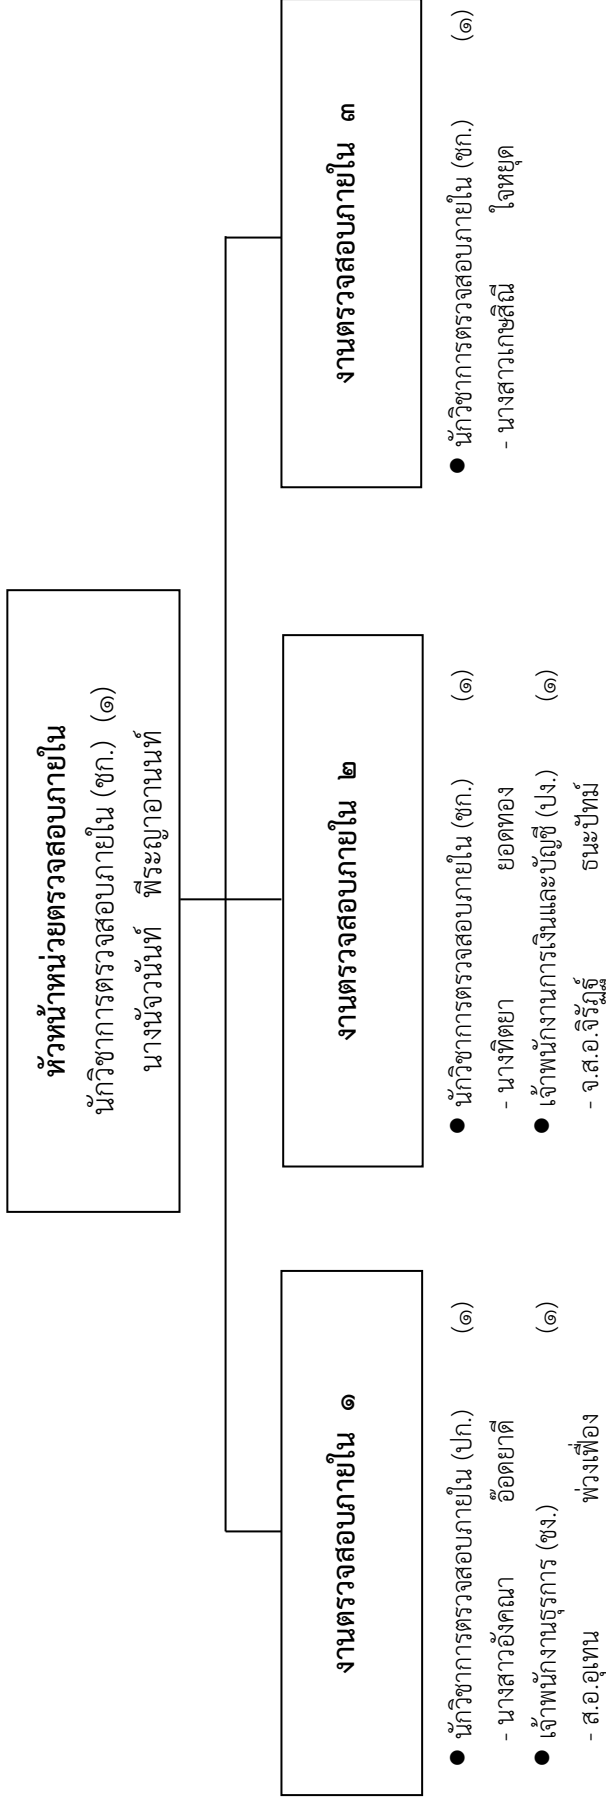 หัวหน้าหน่วยตรวจสอบภายใน
นักวิชาการตรวจสอบภายใน (ชก.) (๑)
นางนัจวนันท์ พีระญาอานนท์
งานตรวจสอบภายใน ๑
● นักวิชาการตรวจสอบภายใน (ปก.) (๑)
- นางสาวอังคณา อ๊อดยาดี
● เจ้าพนักงานธุรการ (ชง.) (๑)
- ส.อ.อุเทน พ่วงเฟื่อง
งานตรวจสอบภายใน ๒
● นักวิชาการตรวจสอบภายใน (ชก.) (๑)
- นางทิตยา ยอดทอง
● เจ้าพนักงานการเงินและบัญชี (ปง.) (๑)
- จ.ส.อ.จิรัฏฐ์ ธนะปัทม์
งานตรวจสอบภายใน ๓
● นักวิชาการตรวจสอบภายใน (ชก.) (๑)
- นางสาวเกษสิณี ใจหยุด